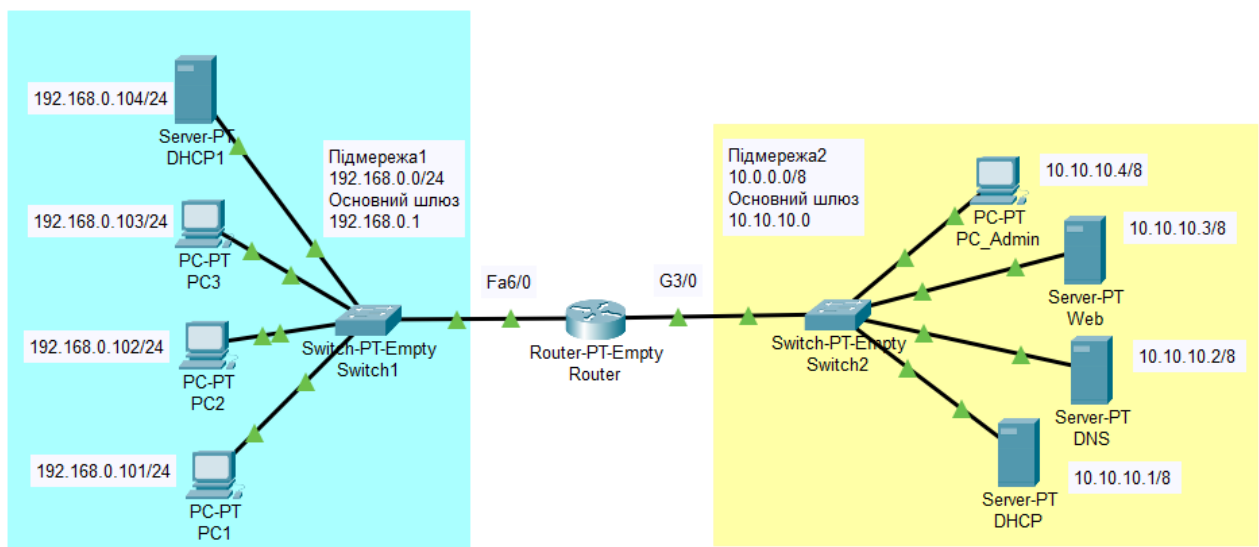 192.168.0.104/24
Server-PT
DHCP1
Підмережа1
192.168.0.0/24
Основний шлюз
192.168.0.1
192.168.0.103/24
PC-PT
PC3
192.168.0.102/24
PC-PT
PC2
192.168.0.101/24
PC-PT
PC1
Switch-PT-Empty
Switch1
Fa6/0
Router-PT-Empty
Router
G3/0
Підмережа2
10.0.0.0/8
Основний шлюз
10.10.10.0
Switch-PT-Empty
Switch2
10.10.10.4/8
PC-PT
PC_Admin
10.10.10.3/8
Server-PT
Web
10.10.10.2/8
Server-PT
DNS
10.10.10.1/8
Server-PT
DHCP